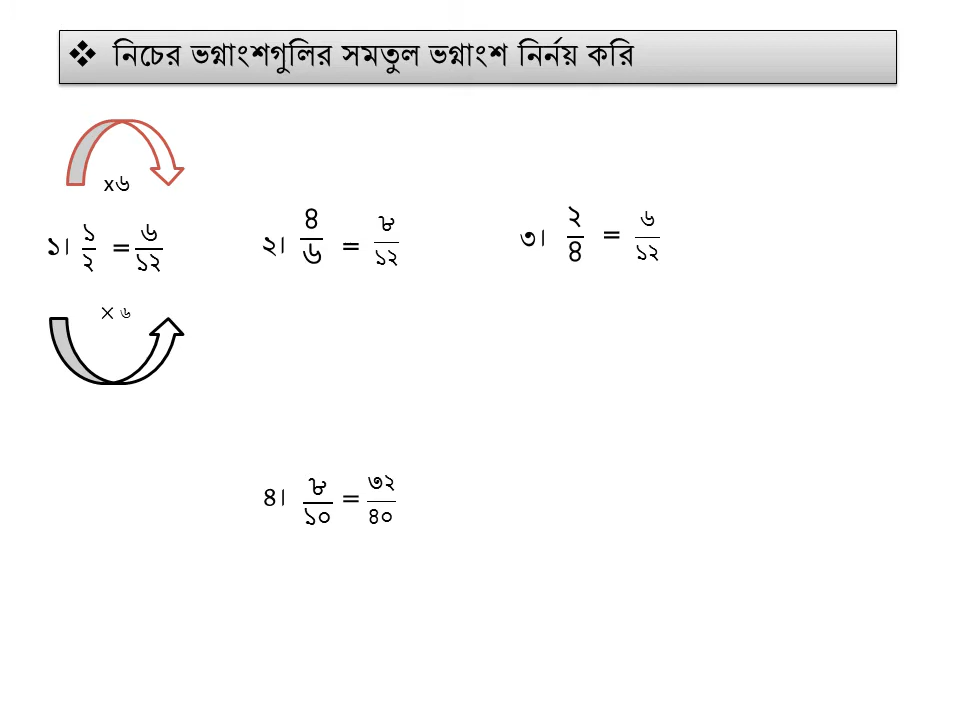 ❖ নিচের ভগ্নাংশগুলির সমতুল ভগ্নাংশ নির্নয় করি
x৬
১। ১/২ = ৬/১২
× ৬
২। ৪/৬ = ৮/১২
৩। ২/৪ = ৬/১২
৪। ৮/১০ = ৩২/৪০